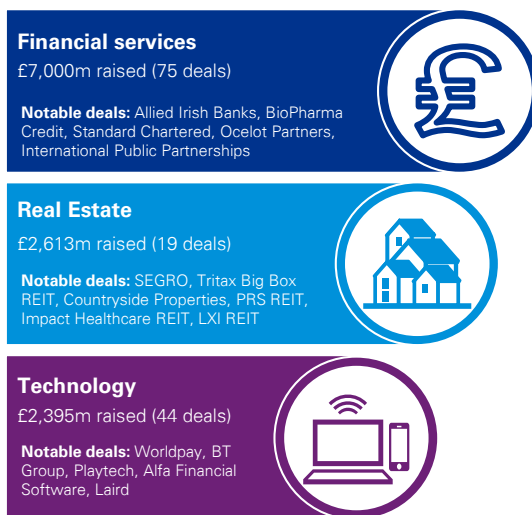 Financial services
£7,000m raised (75 deals)
Notable deals: Allied Irish Banks, BioPharma
Credit, Standard Chartered, Ocelot Partners,
International Public Partnerships
Real Estate
£2,613m raised (19 deals)
Notable deals: SEGRO, Tritax Big Box
REIT, Countryside Properties, PRS REIT,
Impact Healthcare REIT, LXI REIT
Technology
£2,395m raised (44 deals)
Notable deals: Worldpay, BT
Group, Playtech, Alfa Financial
Software, Laird